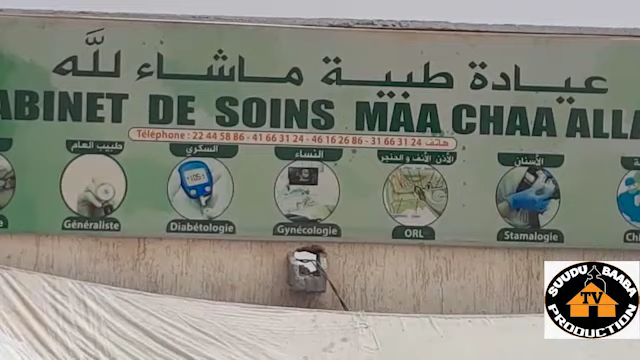 عيادة طبية ماشاء لله
ABINET DE SOINS MAA CHAA ALLA
Téléphone : 22 44 58 86 - 41 66 31 24 - 46 16 26 86 - 31 66 31 24 هاتف
طبيب العام السكري النساء الأذن الأنف و الحنجر الأسنان
Généraliste Diabétologie Gynécologie ORL Stamalogie Chi
SUUDU BAABA
TV
PRODUCTION